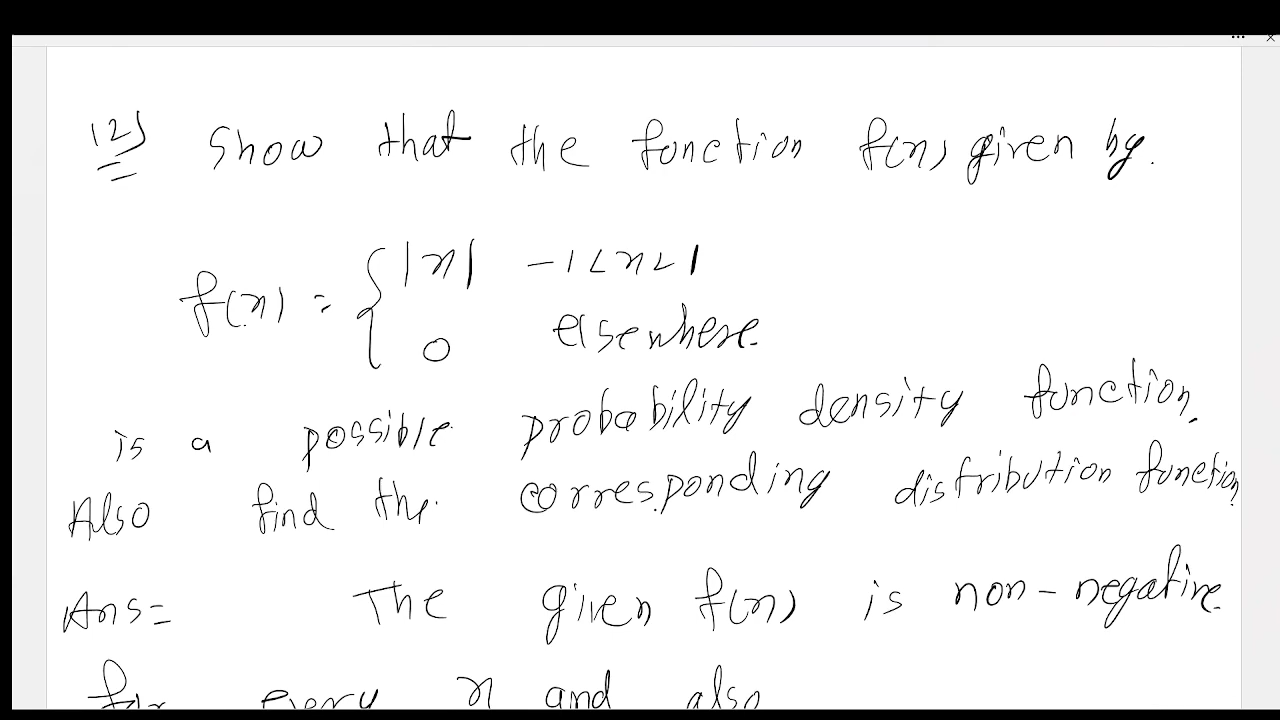 12) Show that the function f(x) given by.
f(x) = { |x| -1<x<1
0 elsewhere.
is a possible probability density function.
Also find the corresponding distribution function.
Ans= The given f(x) is non-negative
for every x and also